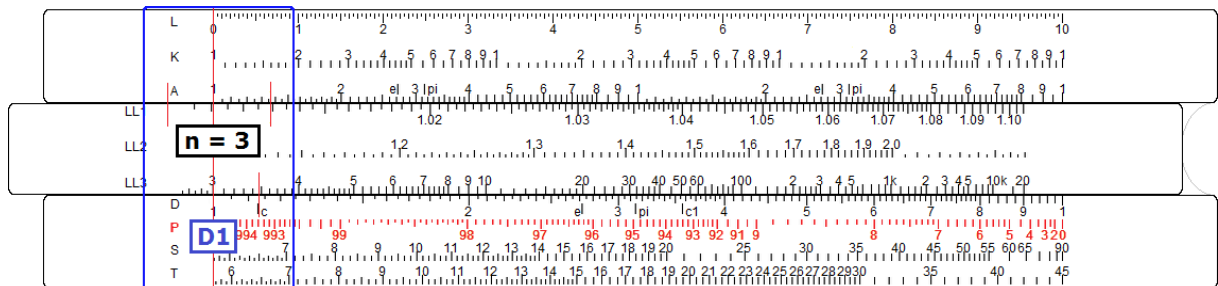 L 0 1 2 3 4 5 6 7 8 9 10
K 1 2 3 4 5 6 7 8 9 1 2 3 4 5 6 7 8 9 1 2 3 4 5 6 7 8 9 1
A 1 2 e 3 pi 4 5 6 7 8 9 1 2 e 3 pi 4 5 6 7 8 9 1
LL1 1.02 1.03 1.04 1.05 1.06 1.07 1.08 1.09 1.10
n = 3
LL2 1,2 1,3 1,4 1,5 1,6 1,7 1,8 1,9 2,0
LL3 3 4 5 6 7 8 9 10 20 30 40 50 60 100 2 3 4 5 1k 2 3 4 5 10k 20
D 1 c 2 e 3 pi c1 4 5 6 7 8 9 1
P 994 993 99 98 97 96 95 94 93 92 91 9 8 7 6 5 4 3 2 0
D1
S 7 8 9 10 11 12 13 14 15 16 17 18 19 20 25 30 35 40 45 50 55 60 65 90
T 6 7 8 9 10 11 12 13 14 15 16 17 18 19 20 21 22 23 24 25 26 27 28 29 30 35 40 45